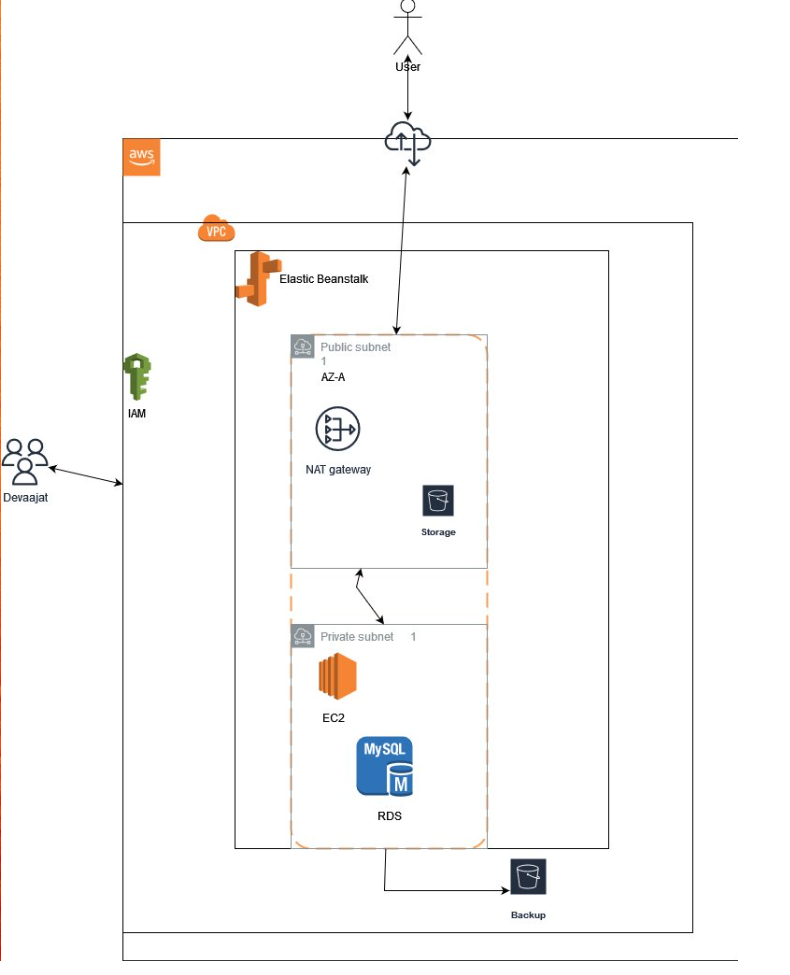 User
aws
VPC
Elastic Beanstalk
Public subnet
1
AZ-A
IAM
NAT gateway
Devaajat
Storage
Private subnet 1
EC2
MySQL
M
RDS
Backup